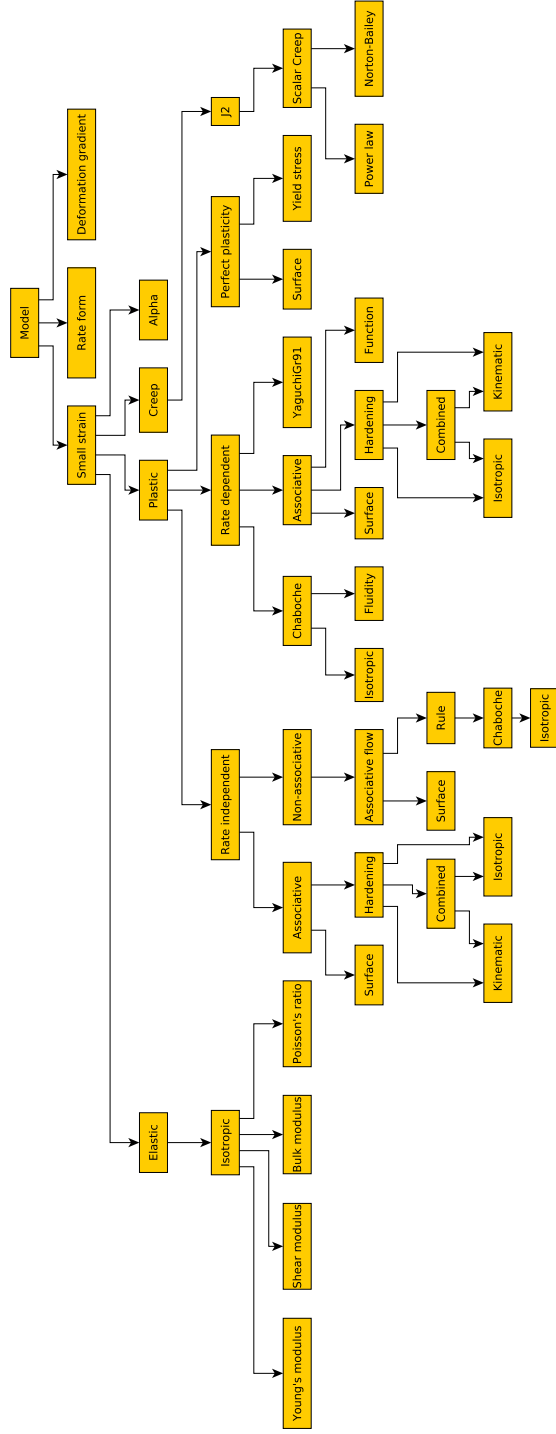 Model
Small strain
Rate form
Deformation gradient
Elastic
Plastic
Creep
Alpha
Isotropic
Rate independent
Rate dependent
Perfect plasticity
J2
Young's modulus
Shear modulus
Bulk modulus
Poisson's ratio
Associative
Non-associative
Chaboche
Associative
YaguchiGr91
Surface
Yield stress
Scalar Creep
Surface
Hardening
Associative flow
Isotropic
Fluidity
Surface
Hardening
Function
Power law
Norton-Bailey
Combined
Surface
Rule
Combined
Kinematic
Isotropic
Chaboche
Isotropic
Kinematic
Isotropic